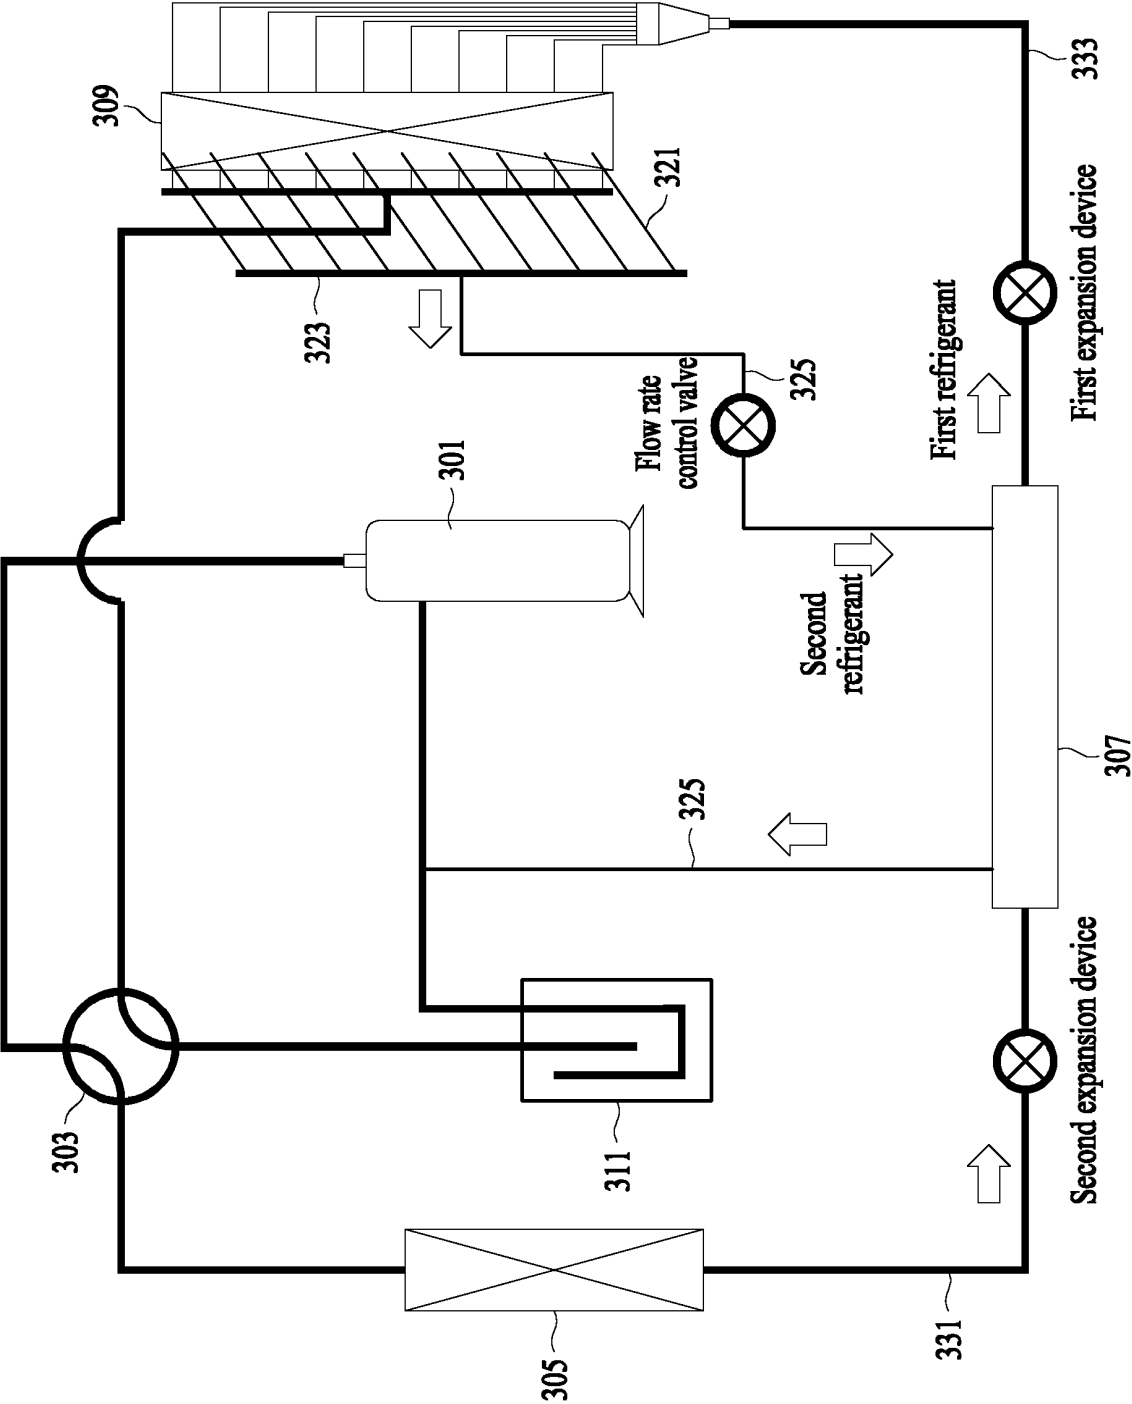 303
309
323
301
305
311
Flow rate
control valve
321
325
325
Second
refrigerant
331
First refrigerant
Second expansion device
First expansion device
333
307